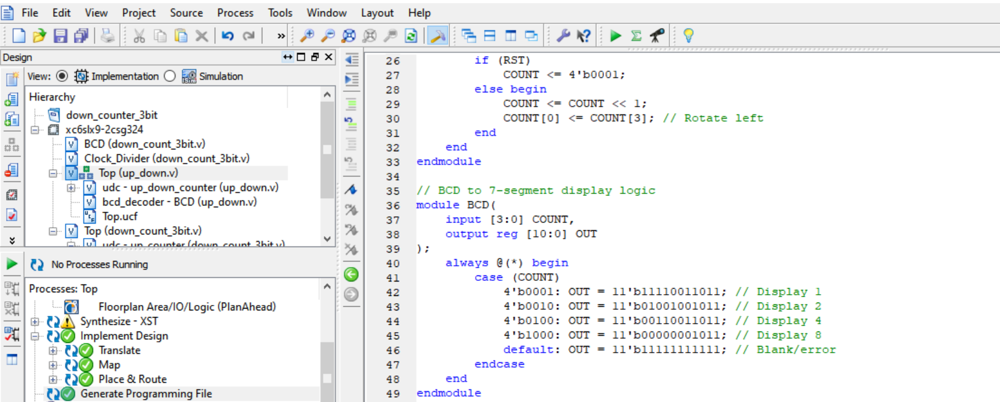 File Edit View Project Source Process Tools Window Layout Help
Design
View: Implementation Simulation
Hierarchy
down_counter_3bit
xc6slx9-2csg324
BCD (down_count_3bit.v)
Clock_Divider (down_count_3bit.v)
Top (up_down.v)
udc - up_down_counter (up_down.v)
bcd_decoder - BCD (up_down.v)
Top.ucf
Top (down_count_3bit.v)
udc - up_counter (down_count_3bit.v)
No Processes Running
Processes: Top
Floorplan Area/IO/Logic (PlanAhead)
Synthesize - XST
Implement Design
Translate
Map
Place & Route
Generate Programming File
26 if (RST)
27 COUNT <= 4'b0001;
28 else begin
29 COUNT <= COUNT << 1;
30 COUNT[0] <= COUNT[3]; // Rotate left
31 end
32 end
33 endmodule
34
35 // BCD to 7-segment display logic
36 module BCD(
37 input [3:0] COUNT,
38 output reg [10:0] OUT
39 );
40 always @(*) begin
41 case (COUNT)
42 4'b0001: OUT = 11'b11110011011; // Display 1
43 4'b0010: OUT = 11'b01001001011; // Display 2
44 4'b0100: OUT = 11'b00110011011; // Display 4
45 4'b1000: OUT = 11'b00000001011; // Display 8
46 default: OUT = 11'b11111111111; // Blank/error
47 endcase
48 end
49 endmodule